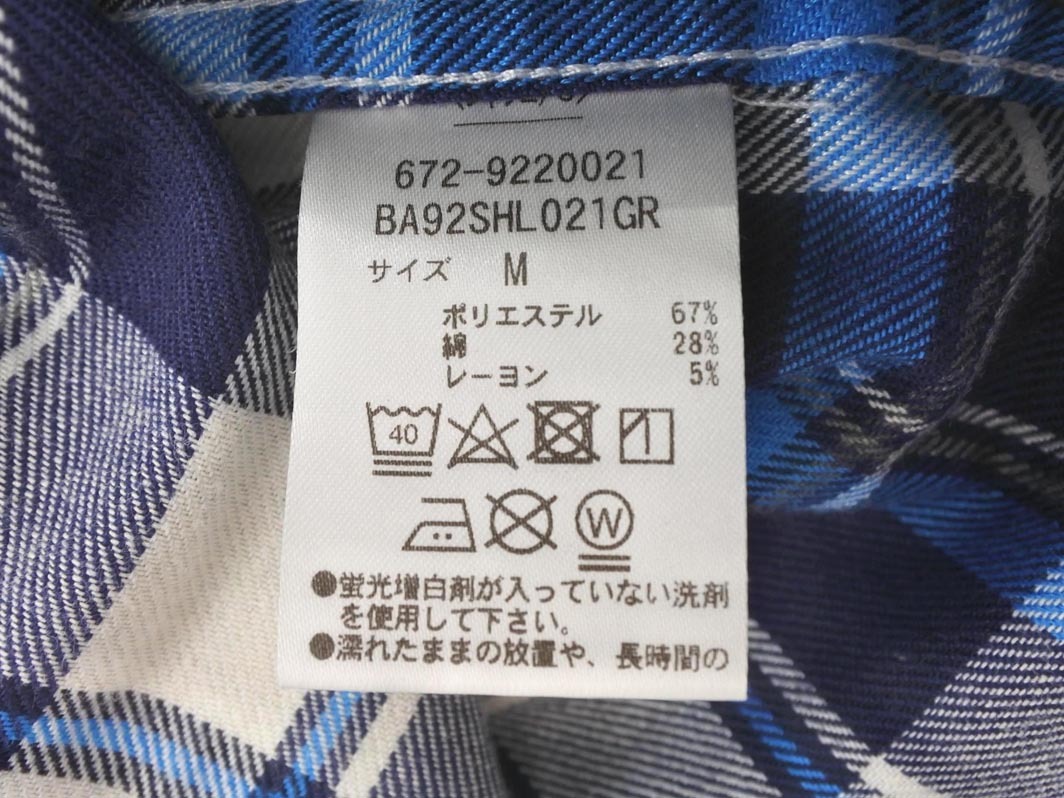 672-9220021
BA92SHL021GR
サイズ M
ポリエステル 67%
綿 28%
レーヨン 5%
40
W
●蛍光増白剤が入っていない洗剤
を使用して下さい。
●濡れたままの放置や、長時間の